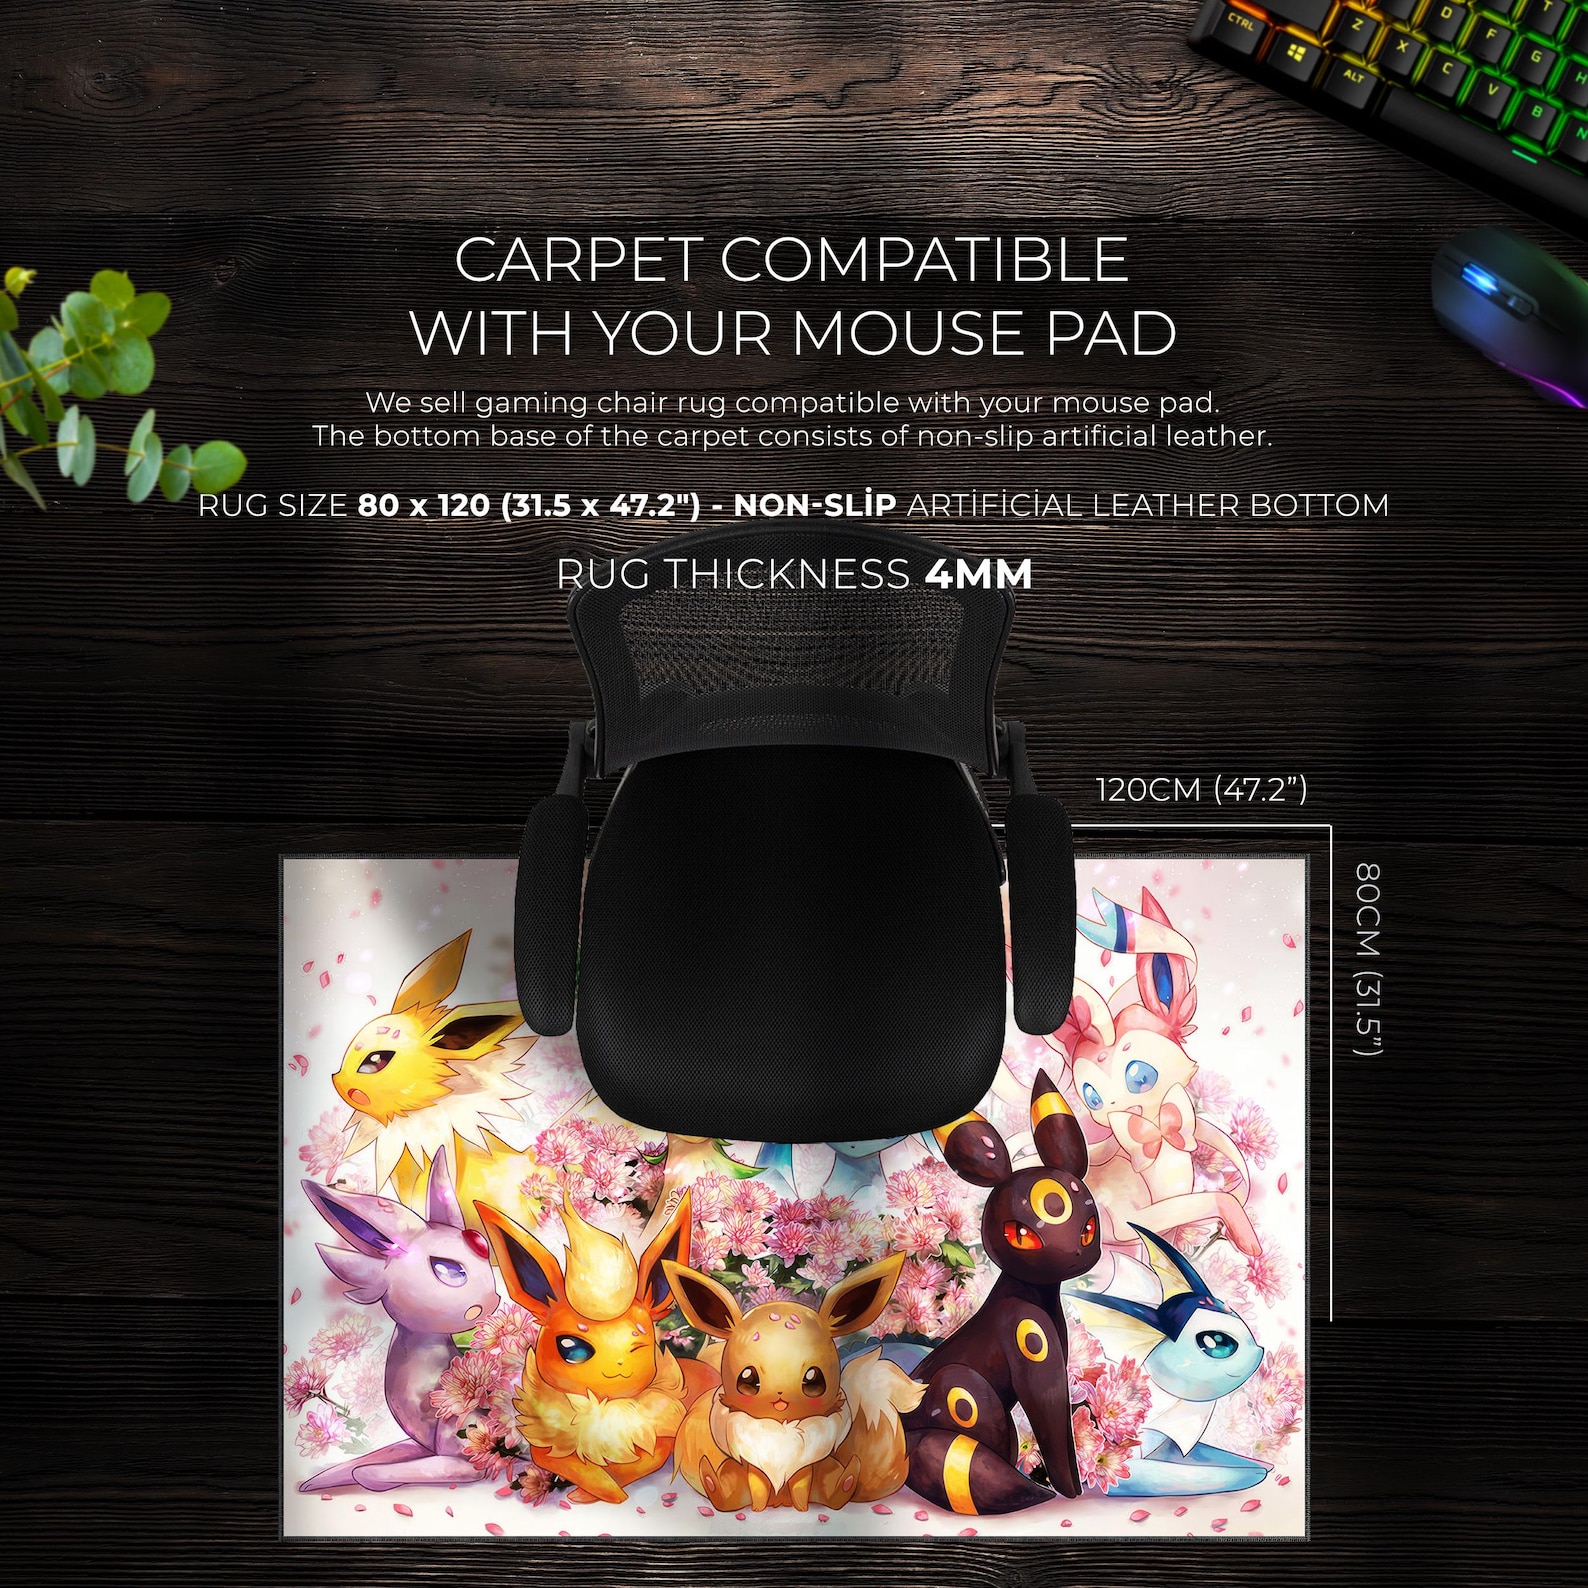 CTRL
ALT
Z
X
C
V
B
N
D
F
G
H
T
CARPET COMPATIBLE
WITH YOUR MOUSE PAD
We sell gaming chair rug compatible with your mouse pad.
The bottom base of the carpet consists of non-slip artificial leather.
RUG SIZE 80 x 120 (31.5 x 47.2") - NON-SLİP ARTİFİCİAL LEATHER BOTTOM
RUG THICKNESS 4MM
120CM (47.2”)
80CM (31.5”)